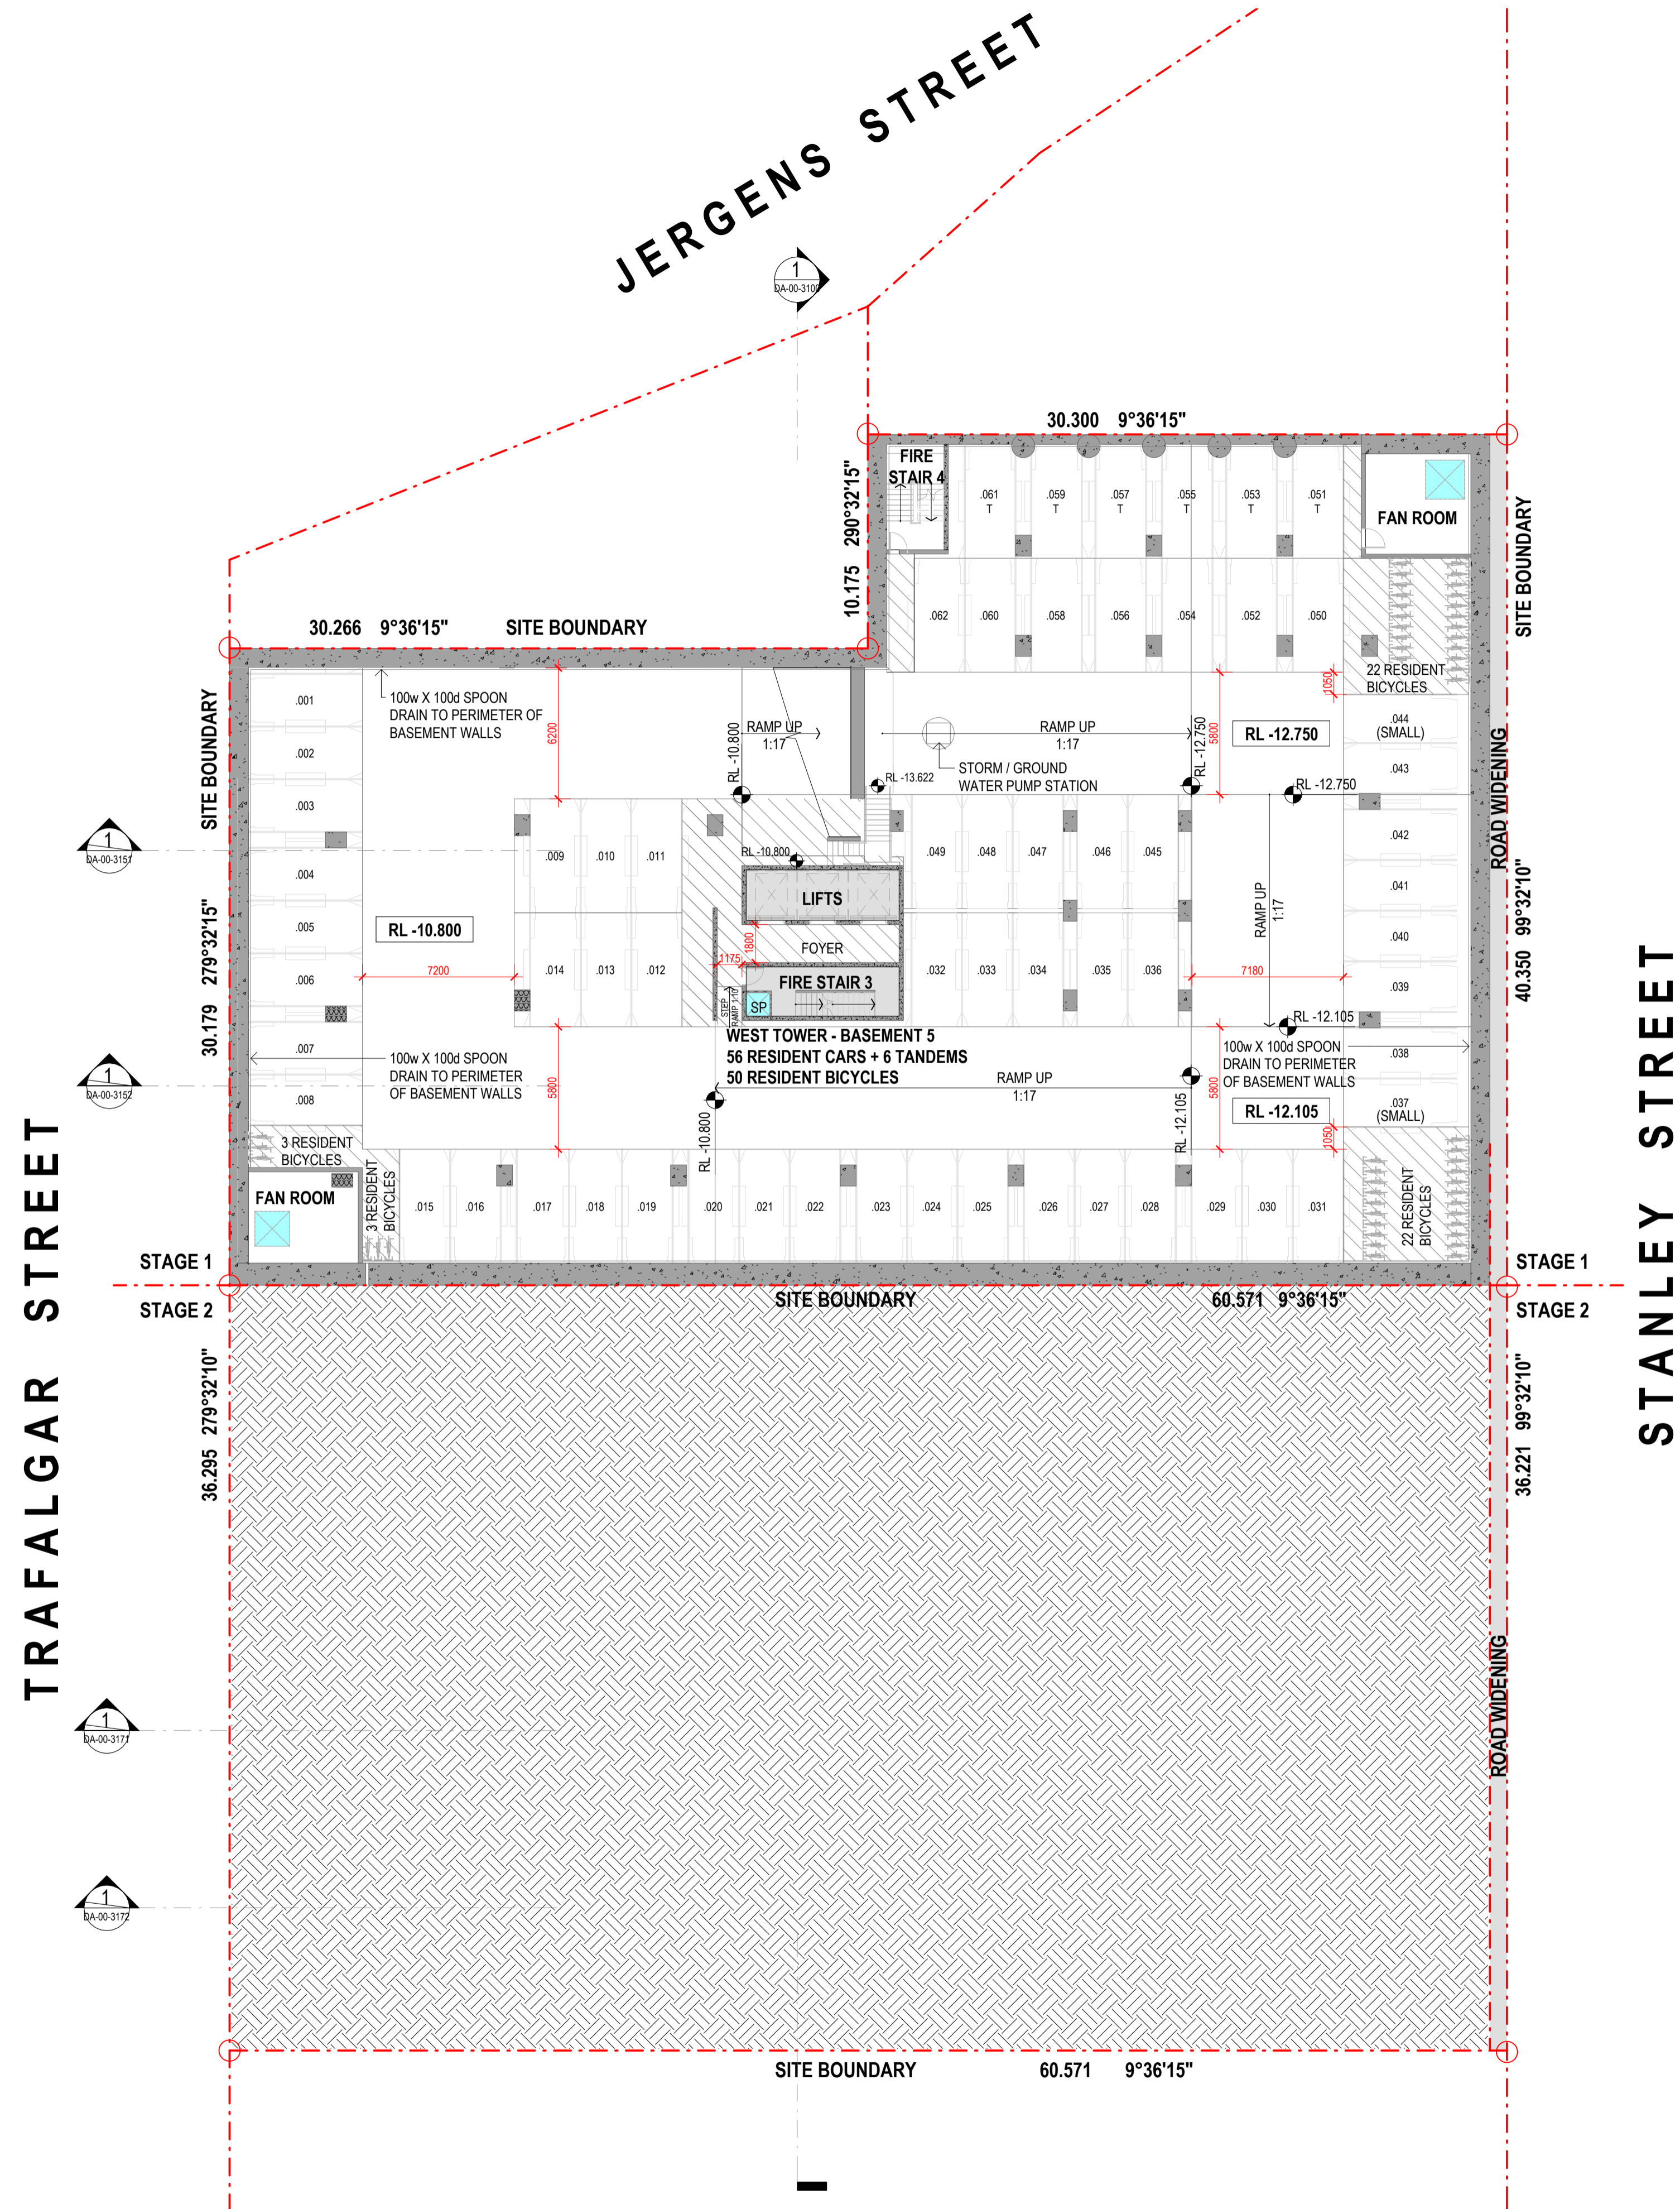 JERGENS STREET
1
DA-00-3100
30.300 9°36'15"
FIRE
STAIR 4
.061
T
.059
T
.057
T
.055
T
.053
T
.051
T
FAN ROOM
10.175 290°32'15"
SITE BOUNDARY
.062
.060
.058
.056
.054
.052
.050
30.266 9°36'15" SITE BOUNDARY
22 RESIDENT
BICYCLES
1050
.001
100w X 100d SPOON
DRAIN TO PERIMETER OF
BASEMENT WALLS
6200
RL -10.800
RAMP UP
1:17
RAMP UP
1:17
RL -12.750
5800
RL -12.750
.044
(SMALL)
SITE BOUNDARY
.002
.003
STORM / GROUND
WATER PUMP STATION
RL -13.622
RL -12.750
.043
ROAD WIDENING
1
DA-00-3151
.009
.010
.011
RL -10.800
.049
.048
.047
.046
.045
.042
.004
LIFTS
.041
RAMP UP
1:17
40.350 99°32'10"
.005
RL -10.800
FOYER
1800
.040
30.179 279°32'15"
.006
7200
.014
.013
.012
1175
FIRE STAIR 3
SP
STEP
RAMP 1:10
.032
.033
.034
.035
.036
7180
.039
RL -12.105
WEST TOWER - BASEMENT 5
56 RESIDENT CARS + 6 TANDEMS
50 RESIDENT BICYCLES
.007
100w X 100d SPOON
DRAIN TO PERIMETER
OF BASEMENT WALLS
5800
RAMP UP
1:17
100w X 100d SPOON
DRAIN TO PERIMETER
OF BASEMENT WALLS
.038
1
DA-00-3152
.008
RL -10.800
RL -12.105
5800
RL -12.105
.037
(SMALL)
1050
3 RESIDENT
BICYCLES
3 RESIDENT
BICYCLES
FAN ROOM
.015
.016
.017
.018
.019
.020
.021
.022
.023
.024
.025
.026
.027
.028
.029
.030
.031
22 RESIDENT
BICYCLES
STAGE 1
STAGE 1
STAGE 2
SITE BOUNDARY 60.571 9°36'15"
STAGE 2
TRAFALGAR STREET
STANLEY STREET
36.295 279°32'10"
36.221 99°32'10"
ROAD WIDENING
1
DA-00-3171
1
DA-00-3172
SITE BOUNDARY 60.571 9°36'15"